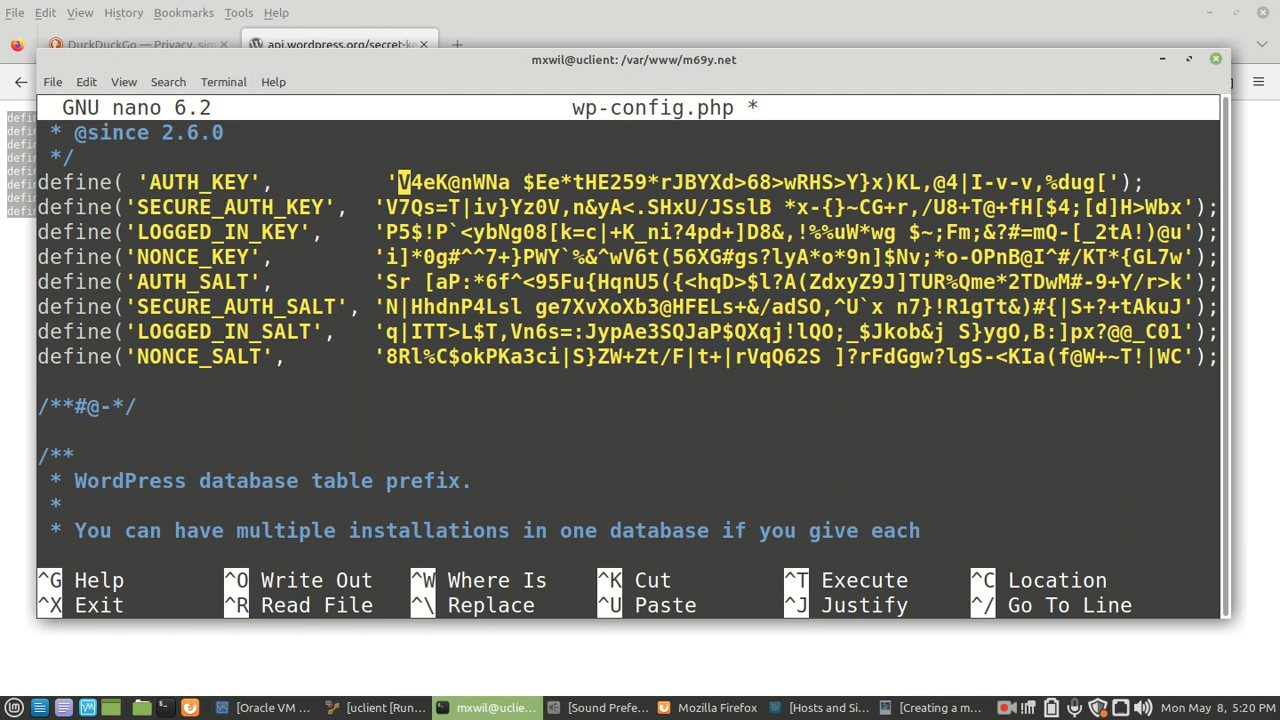 File Edit View History Bookmarks Tools Help
DuckDuckGo — Privacy, sim
api.wordpress.org/secret-k
mxwil@uclient: /var/www/m69y.net
File Edit View Search Terminal Help
GNU nano 6.2 wp-config.php *
* @since 2.6.0
*/
define( 'AUTH_KEY', 'V4eK@nWNa $Ee*tHE259*rJBYXd>68>wRHS>Y}x)KL,@4|I-v-v,%dug[');
define('SECURE_AUTH_KEY', 'V7Qs=T|iv}Yz0V,n&yA<.SHxU/JSslB *x-{}~CG+r,/U8+T@+fH[$4;[d]H>Wbx');
define('LOGGED_IN_KEY', 'P5$!P`<ybNg08[k=c|+K_ni?4pd+]D8&,!%%uW*wg $~;Fm;&?#=mQ-[_2tA!)@u');
define('NONCE_KEY', 'i]*0g#^^7+}PWY`%&^wV6t(56XG#gs?lyA*o*9n]$Nv;*o-OPnB@I^#/KT*{GL7w');
define('AUTH_SALT', 'Sr [aP:*6f^<95Fu{HqnU5({<hqD>$l?A(ZdxyZ9J]TUR%Qme*2TDwM#-9+Y/r>k');
define('SECURE_AUTH_SALT', 'N|HhdnP4Lsl ge7XvXoXb3@HFELs+&/adSO,^U`x n7}!R1gTt&)#{|S+?+tAkuJ');
define('LOGGED_IN_SALT', 'q|ITT>L$T,Vn6s=:JypAe3SQJaP$QXqj!lQO;_$Jkob&j S}ygO,B:]px?@@_C01');
define('NONCE_SALT', '8Rl%C$okPKa3ci|S}ZW+Zt/F|t+|rVqQ62S ]?rFdGgw?lgS-<KIa(f@W+~T!|WC');
/**#@-*/
/**
* WordPress database table prefix.
*
* You can have multiple installations in one database if you give each
^G Help ^O Write Out ^W Where Is ^K Cut ^T Execute ^C Location
^X Exit ^R Read File ^\ Replace ^U Paste ^J Justify ^/ Go To Line
[Oracle VM ... [uclient [Run... mxwil@uclie... [Sound Prefe... Mozilla Firefox [Hosts and Si... [Creating a m... Mon May 8, 5:20 PM